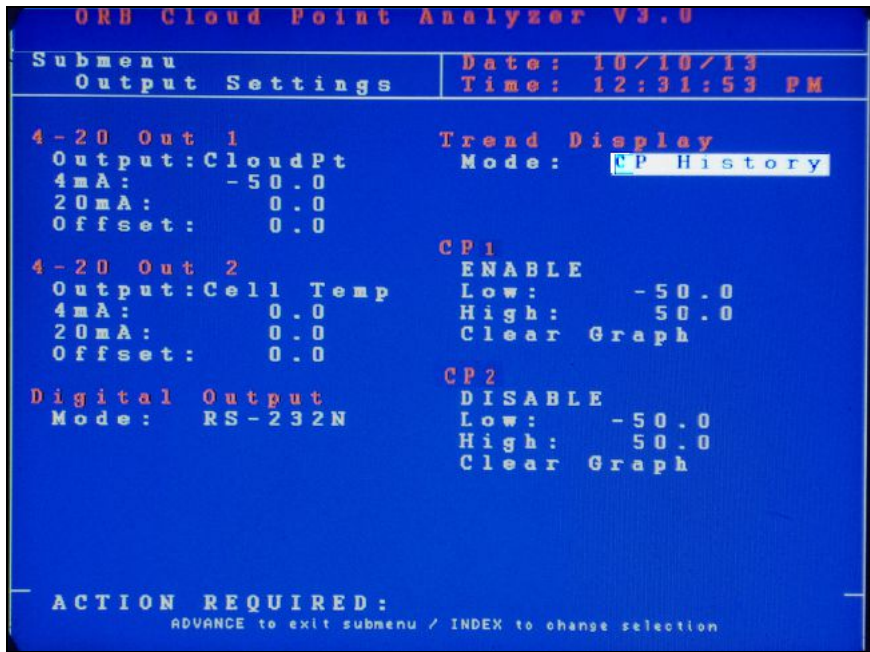 ORB Cloud Point Analyzer V3.0
Submenu
Output Settings
Date: 10/10/13
Time: 12:31:53 PM
4-20 Out 1
Output:CloudPt
4mA: -50.0
20mA: 0.0
Offset: 0.0
4-20 Out 2
Output:Cell Temp
4mA: 0.0
20mA: 0.0
Offset: 0.0
Digital Output
Mode: RS-232N
Trend Display
Mode: CP History
CP1
ENABLE
Low: -50.0
High: 50.0
Clear Graph
CP2
DISABLE
Low: -50.0
High: 50.0
Clear Graph
ACTION REQUIRED:
ADVANCE to exit submenu / INDEX to change selection